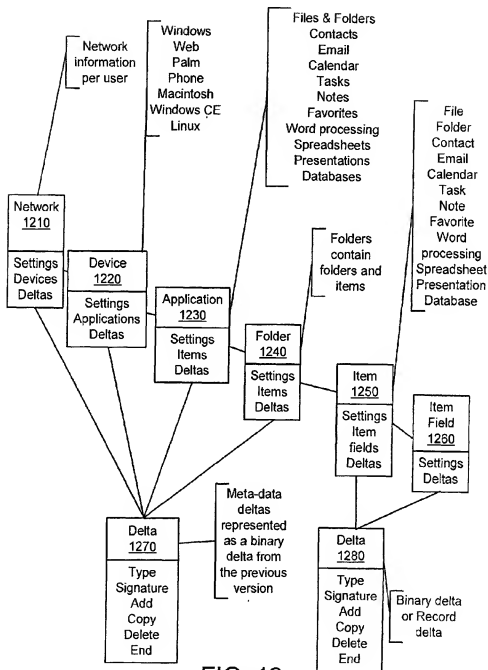 Network
information
per user
Windows
Web
Palm
Phone
Macintosh
Windows CE
Linux
Files & Folders
Contacts
Email
Calendar
Tasks
Notes
Favorites
Word processing
Spreadsheets
Presentations
Databases
File
Folder
Contact
Email
Calendar
Task
Note
Favorite
Word
processing
Spreadsheet
Presentation
Database
Folders
contain
folders and
items
Network
1210
Settings
Devices
Deltas
Device
1220
Settings
Applications
Deltas
Application
1230
Settings
Items
Deltas
Folder
1240
Settings
Items
Deltas
Item
1250
Settings
Item
fields
Deltas
Item
Field
1260
Settings
Deltas
Delta
1270
Type
Signature
Add
Copy
Delete
End
Meta-data
deltas
represented
as a binary
delta from
the previous
version
Delta
1280
Type
Signature
Add
Copy
Delete
End
Binary delta
or Record
delta